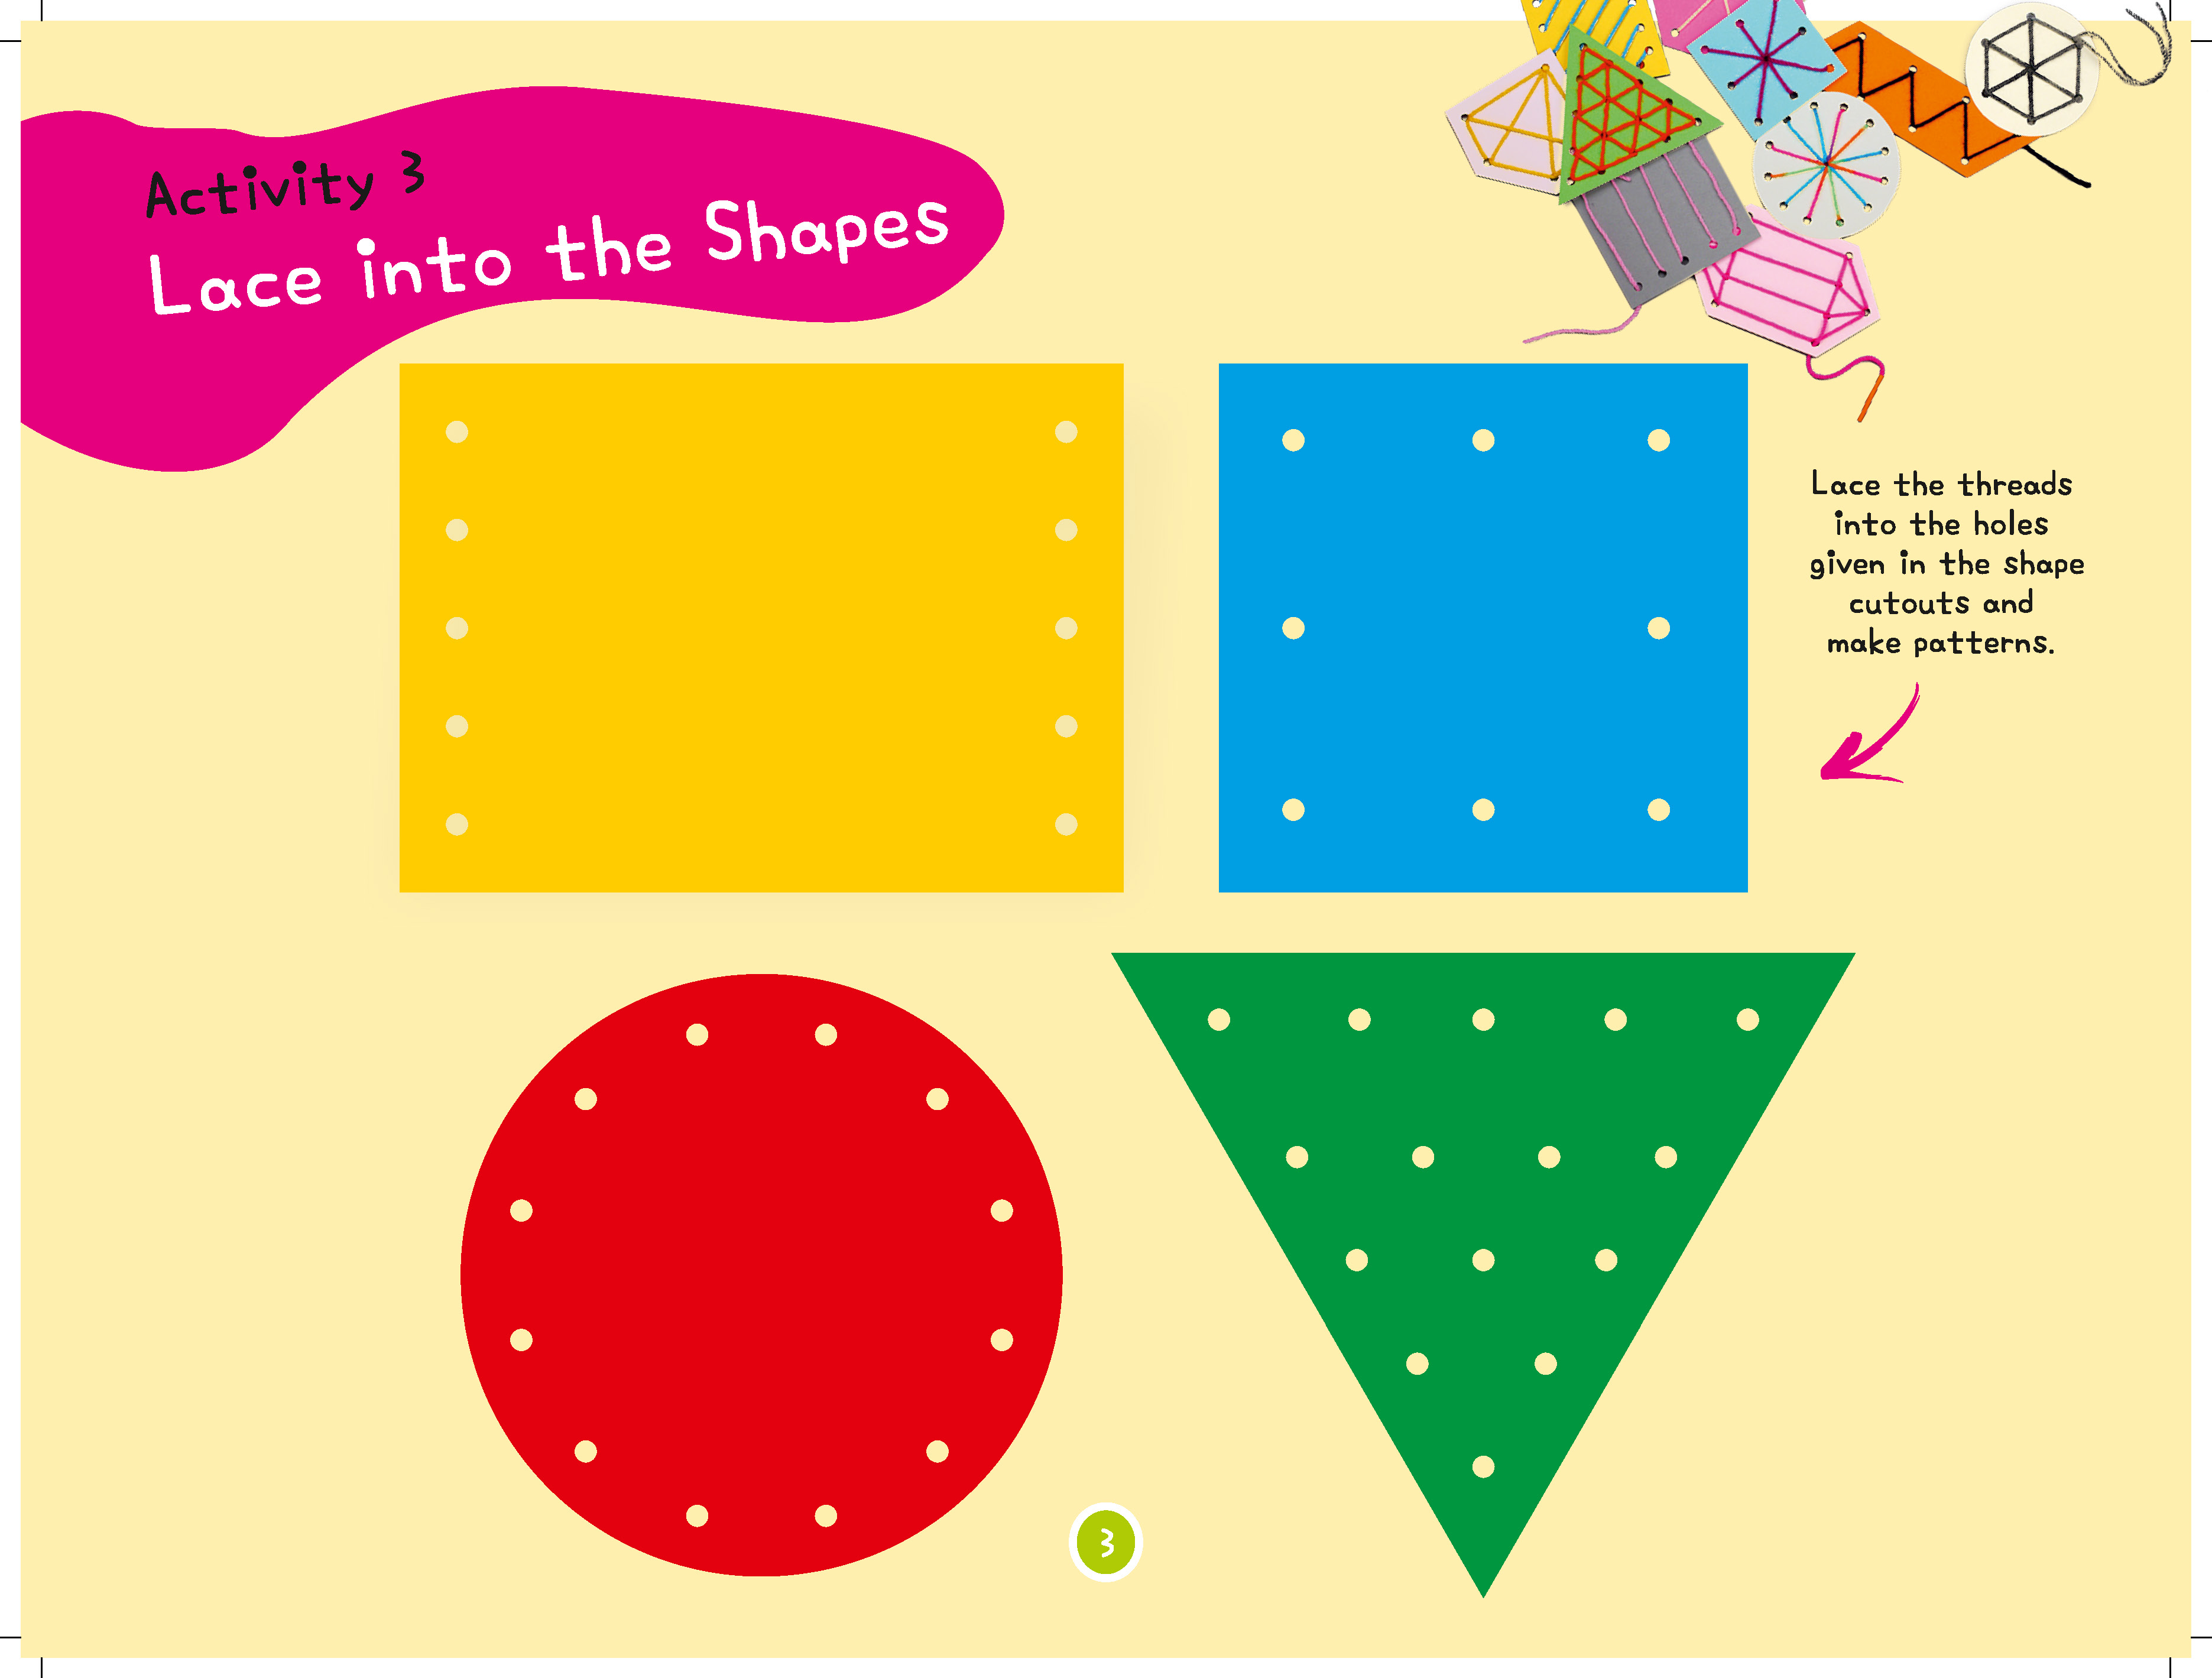 Activity 3
Lace into the Shapes
Lace the threads
into the holes
given in the shape
cutouts and
make patterns.
3